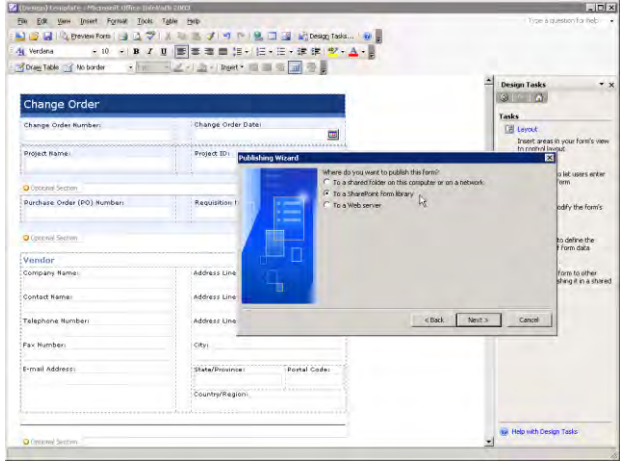 (Design) template - Microsoft Office InfoPath 2003
File Edit View Insert Format Tools Table Help
Type a question for help
Preview Form Design Tasks...
Verdana 10 B I U
Draw Table No border Insert
Design Tasks
Change Order
Tasks
Layout
Insert areas in your form's view
to control layout
Change Order Number:
Change Order Date:
Project Name:
Project ID:
Publishing Wizard
Where do you want to publish this form?
To a shared folder on this computer or on a network
To a SharePoint form library
To a Web server
< Back
Next >
Cancel
to let users enter
form
modify the form's
to define the
form data
form to other
shing it in a shared
Optional Section
Purchase Order (PO) Number:
Requisition
Optional Section
Vendor
Company Name:
Address Line
Contact Name:
Address Line
Telephone Number:
Address Line
Fax Number:
City:
E-mail Address:
State/Province:
Postal Code:
Country/Region:
Optional Section
Help with Design Tasks